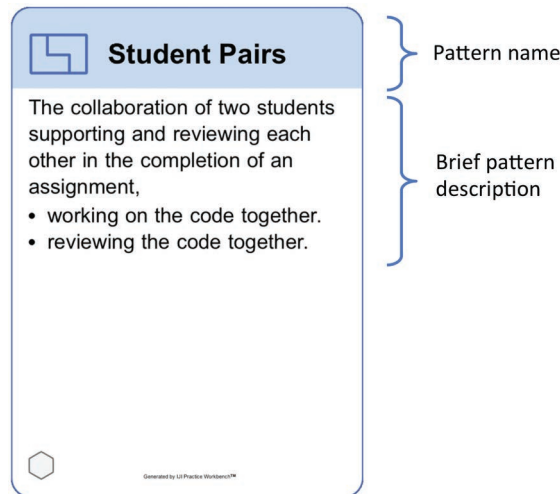 Student Pairs
Pattern name
The collaboration of two students
supporting and reviewing each
other in the completion of an
assignment,
• working on the code together.
• reviewing the code together.
Brief pattern
description
Generated by IJI Practice Workbench™